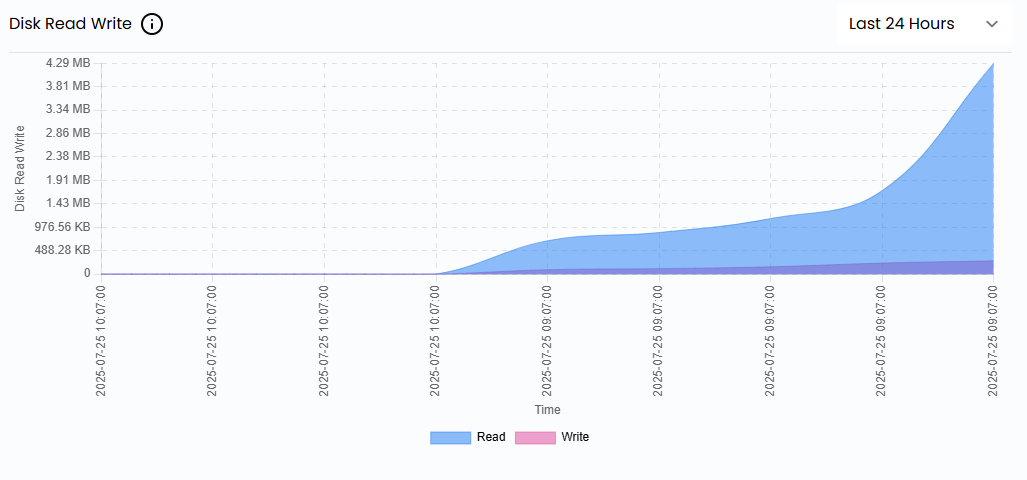 Disk Read Write
Last 24 Hours
Disk Read Write
4.29 MB
3.81 MB
3.34 MB
2.86 MB
2.38 MB
1.91 MB
1.43 MB
976.56 KB
488.28 KB
0
2025-07-25 10:07:00
2025-07-25 10:07:00
2025-07-25 10:07:00
2025-07-25 10:07:00
2025-07-25 09:07:00
2025-07-25 09:07:00
2025-07-25 09:07:00
2025-07-25 09:07:00
2025-07-25 09:07:00
Time
Read Write